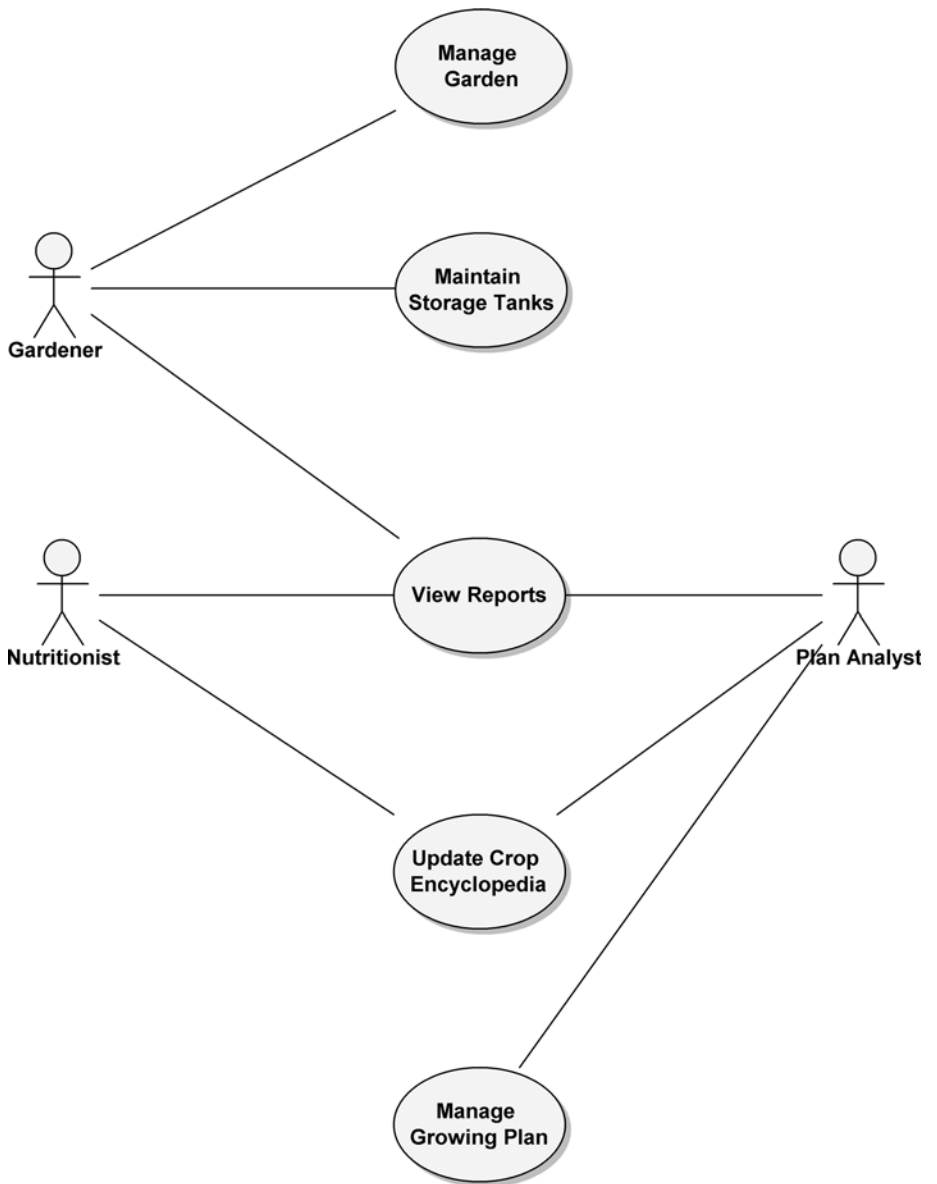 Manage
Garden
Maintain
Storage Tanks
Gardener
View Reports
Nutritionist
Plan Analyst
Update Crop
Encyclopedia
Manage
Growing Plan